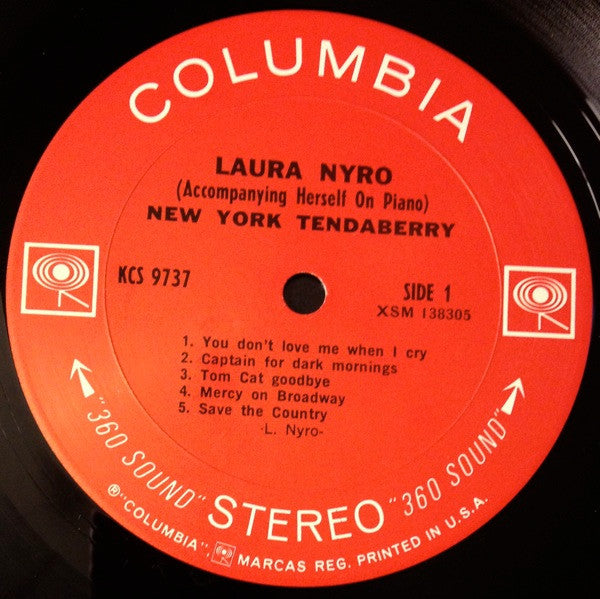 COLUMBIA
LAURA NYRO
(Accompanying Herself On Piano)
NEW YORK TENDABERRY
KCS 9737
SIDE 1
XSM 138305
1. You don't love me when I cry
2. Captain for dark mornings
3. Tom Cat goodbye
4. Mercy on Broadway
5. Save the Country
-L. Nyro-
"360 SOUND" STEREO "360 SOUND"
®"COLUMBIA", MARCAS REG. PRINTED IN U.S.A.